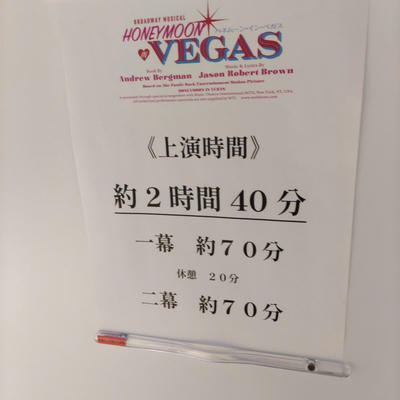 BROADWAY MUSICAL
HONEYMOON ハネムーン・イン・ベガス
IN VEGAS
Book By Music & Lyrics By
Andrew Bergman Jason Robert Brown
Based on The Castle Rock Entertainment Motion Picture
HONEYMOON IN VEGAS
《上演時間》
約2時間40分
一幕 約70分
休憩 20分
二幕 約70分